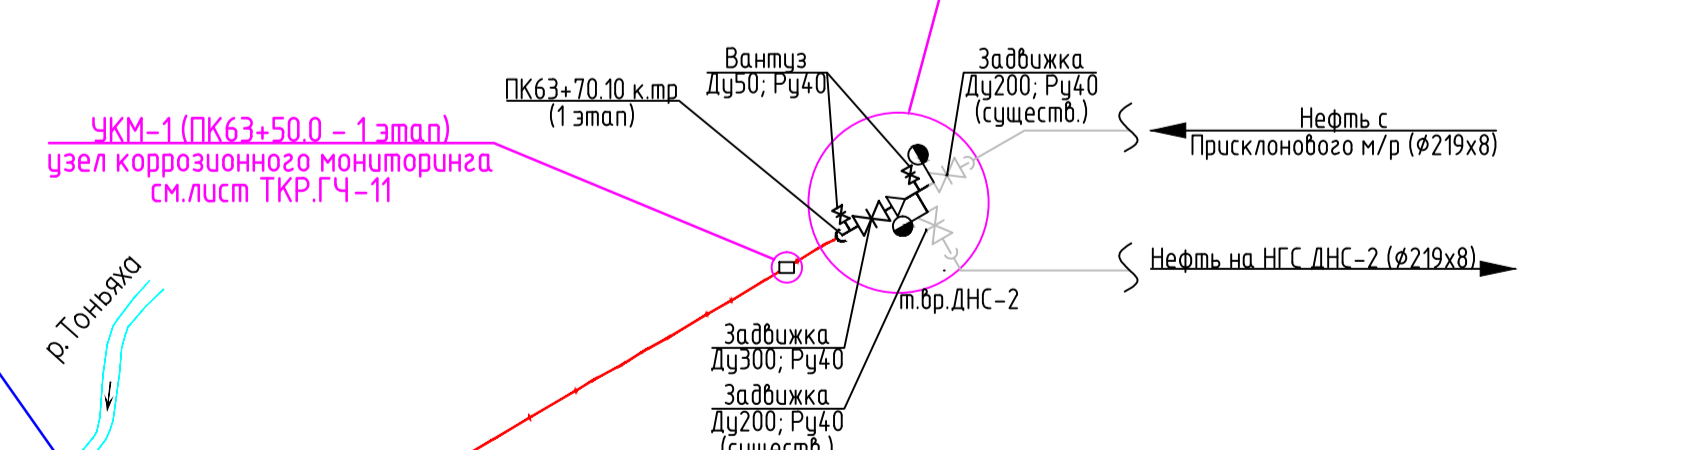 Вантуз
Ду50; Ру40
Задвижка
Ду200; Ру40
(существ.)
ПК63+70.10 к.тр
(1 этап)
УКМ-1 (ПК63+50.0 - 1 этап)
узел коррозионного мониторинга
см.лист ТКР.ГЧ-11
Нефть с
Присклонового м/р (Ø219х8)
Нефть на НГС ДНС-2 (Ø219х8)
т.вр.ДНС-2
р.Тоньяха
Задвижка
Ду300; Ру40
Задвижка
Ду200; Ру40
(существ.)